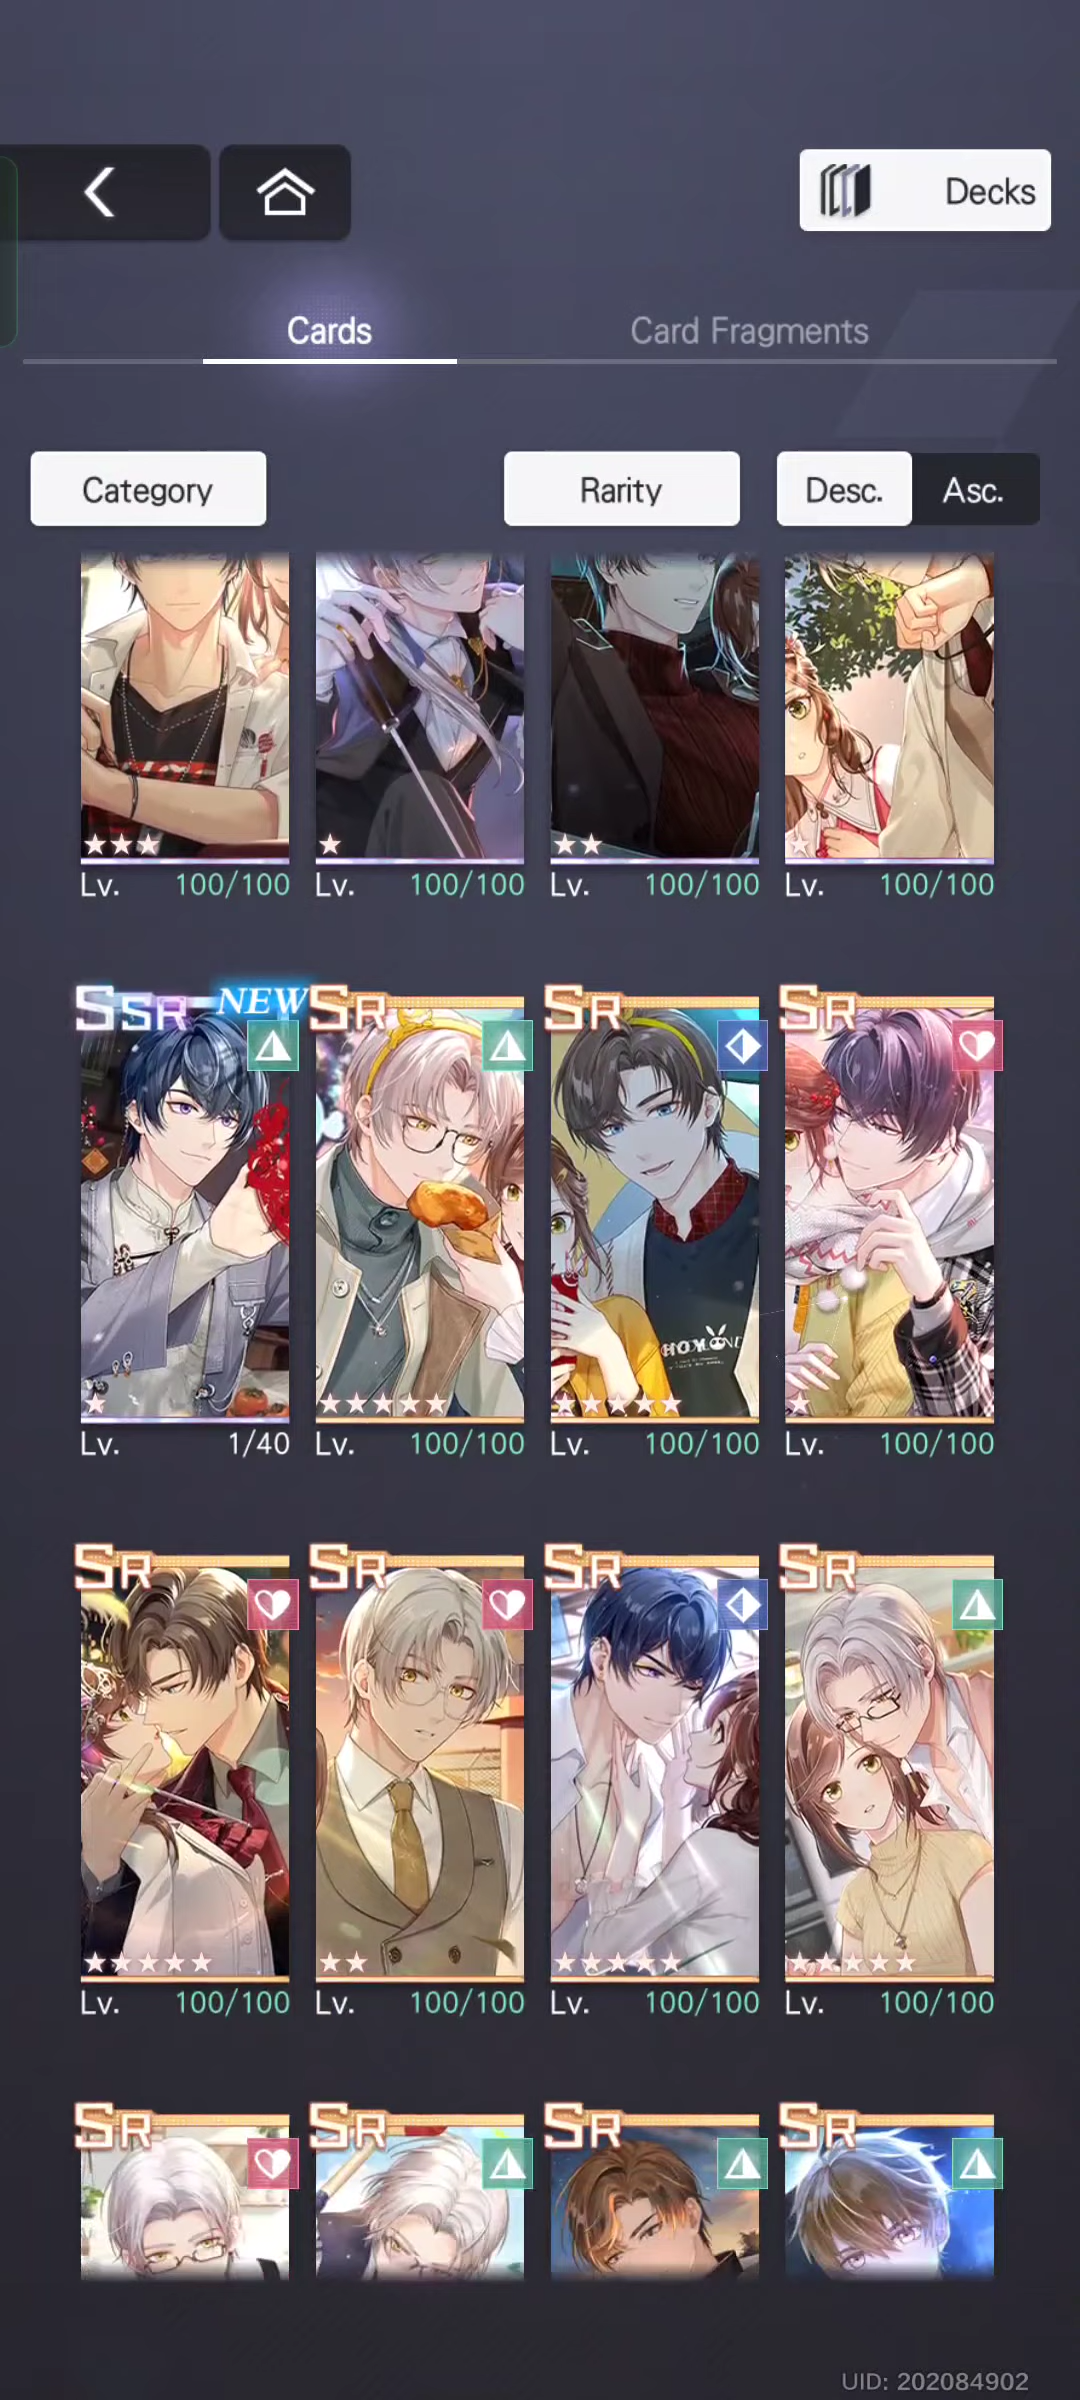 Decks
Cards
Card Fragments
Category
Rarity
Desc.
Asc.
Lv. 100/100
Lv. 100/100
Lv. 100/100
Lv. 100/100
SSR NEW
SR
SR
SR
Lv. 1/40
Lv. 100/100
Lv. 100/100
Lv. 100/100
SR
SR
SR
SR
Lv. 100/100
Lv. 100/100
Lv. 100/100
Lv. 100/100
SR
SR
SR
SR
UID: 202084902